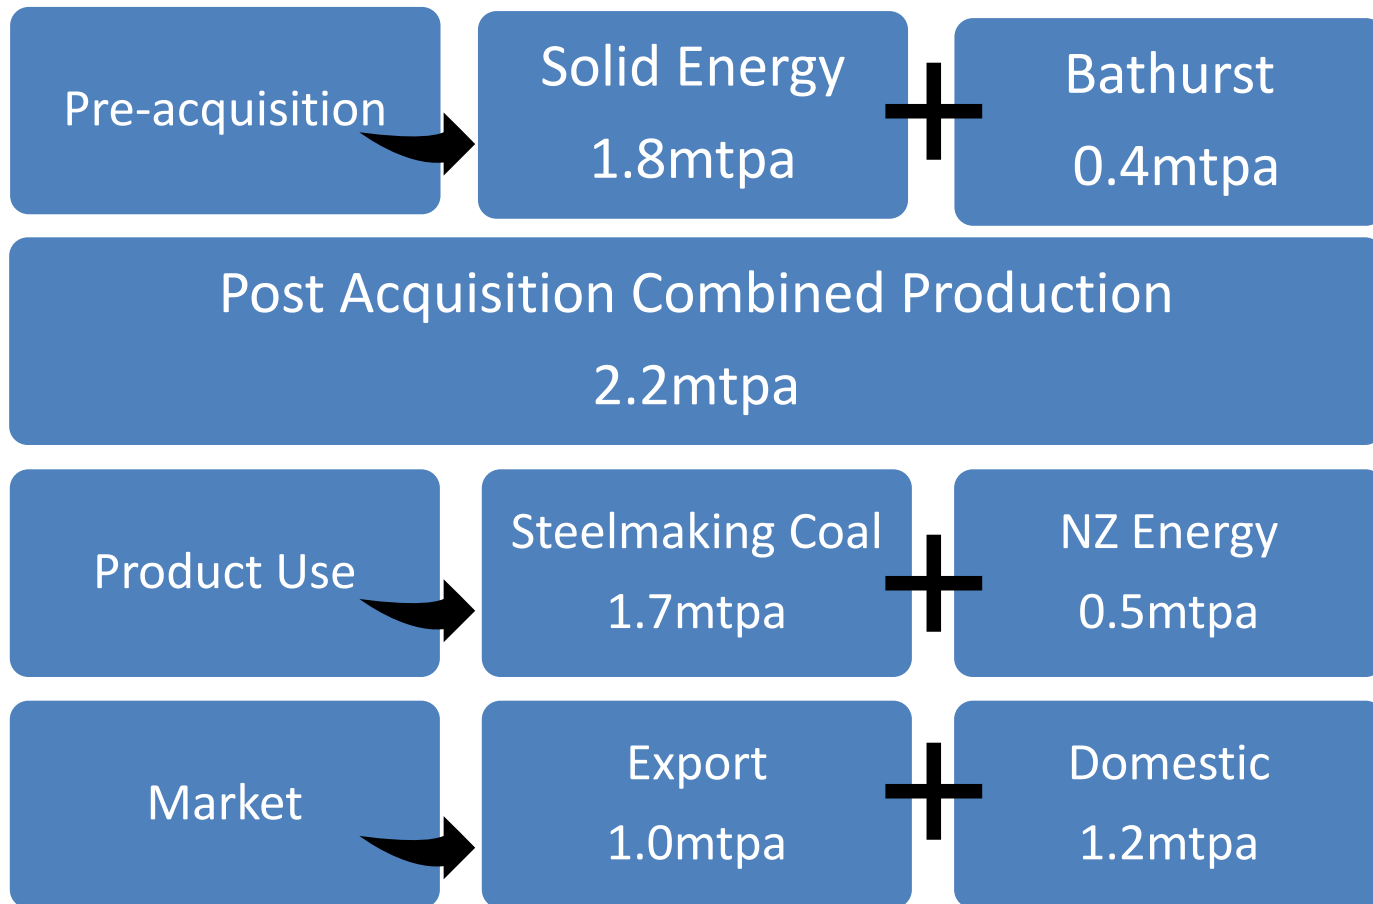 Pre-acquisition
Solid Energy
1.8mtpa
Bathurst
0.4mtpa
Post Acquisition Combined Production
2.2mtpa
Product Use
Steelmaking Coal
1.7mtpa
NZ Energy
0.5mtpa
Market
Export
1.0mtpa
Domestic
1.2mtpa